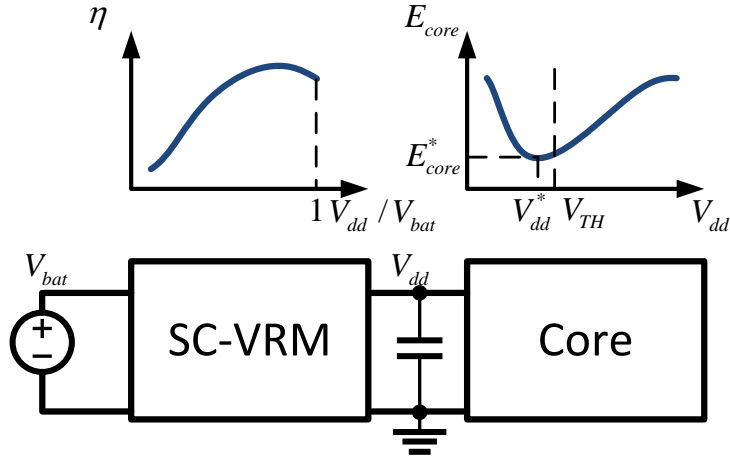 η
E_core
E*_core
1 V_dd / V_bat
V*_dd V_TH V_dd
V_bat
V_dd
+
−
SC-VRM
Core